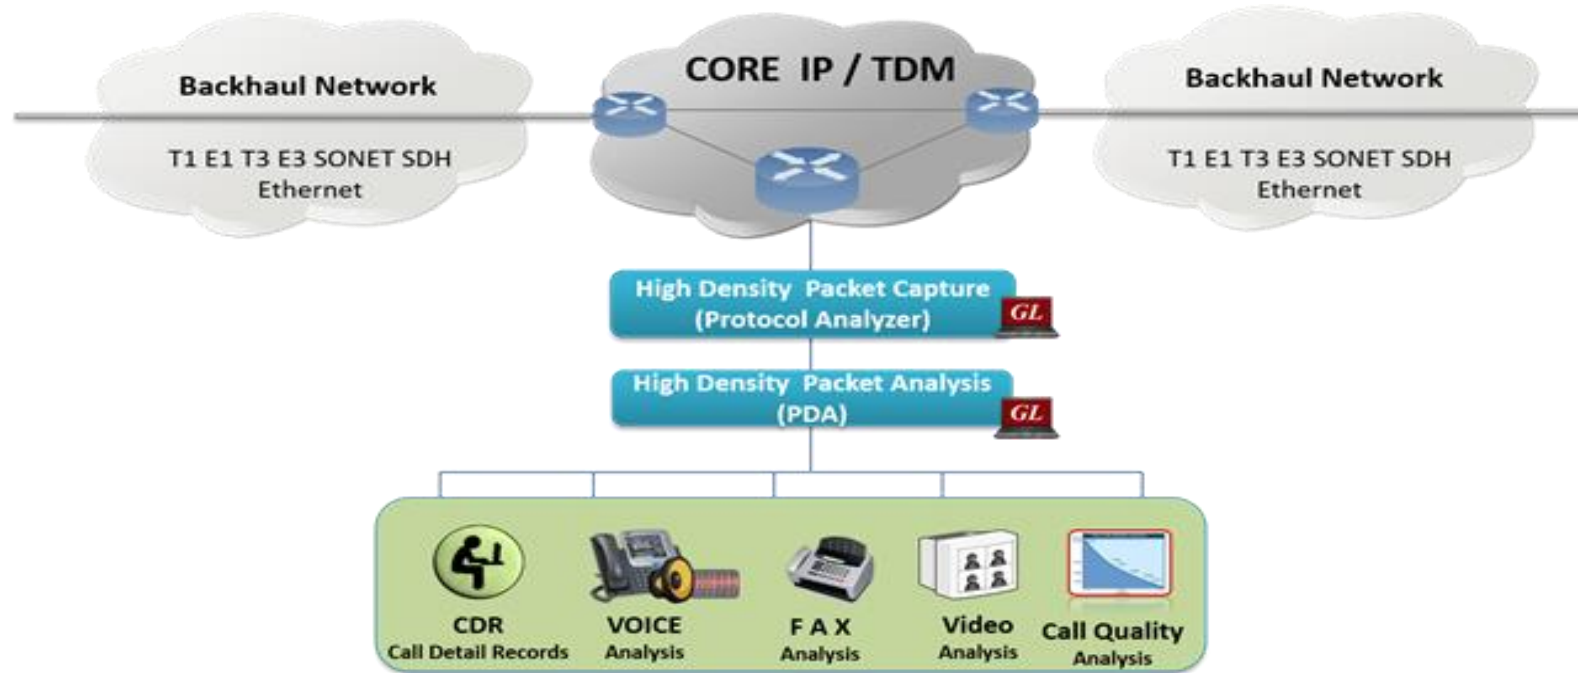 Backhaul Network
T1 E1 T3 E3 SONET SDH
Ethernet
CORE IP / TDM
Backhaul Network
T1 E1 T3 E3 SONET SDH
Ethernet
High Density Packet Capture
(Protocol Analyzer)
GL
High Density Packet Analysis
(PDA)
GL
CDR
Call Detail Records
VOICE
Analysis
F A X
Analysis
Video
Analysis
Call Quality
Analysis